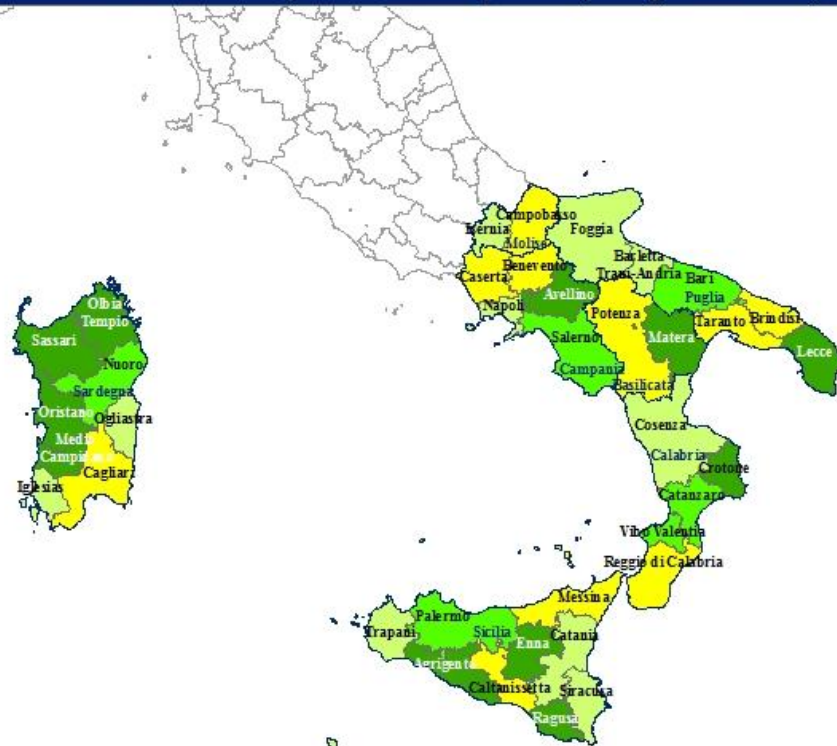 Campobasso
Isernia
Molise
Foggia
Benevento
Barletta
Trani-Andria
Caserta
Bari
Puglia
Napoli
Avellino
Potenza
Taranto
Brindisi
Salerno
Matera
Lecce
Campania
Basilicata
Olbia
Tempio
Sassari
Nuoro
Sardegna
Oristano
Ogliastra
Medio
Campidano
Cagliari
Iglesias
Cosenza
Calabria
Crotone
Catanzaro
Vibo Valentia
Reggio di Calabria
Messina
Palermo
Trapani
Sicilia
Catania
Enna
Agrigento
Caltanissetta
Siracusa
Ragusa